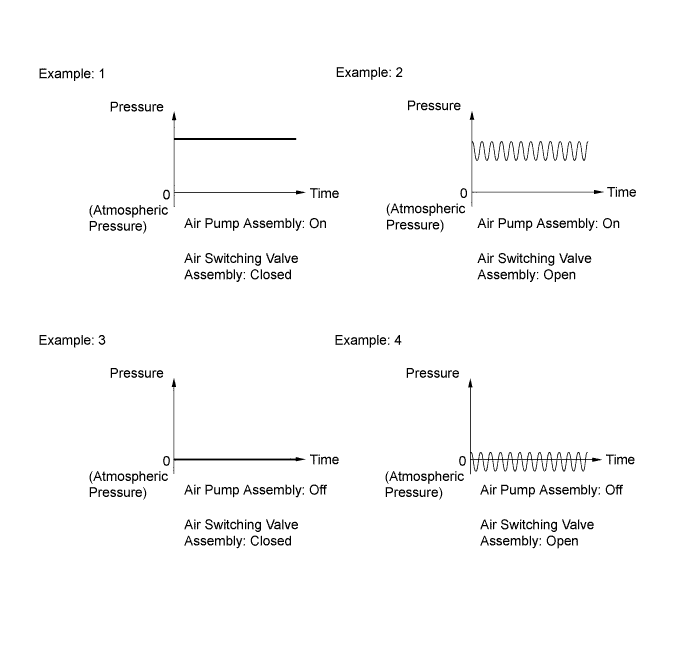 Example: 1
Pressure
0
Time
(Atmospheric
Pressure)
Air Pump Assembly: On
Air Switching Valve
Assembly: Closed
Example: 2
Pressure
0
Time
(Atmospheric
Pressure)
Air Pump Assembly: On
Air Switching Valve
Assembly: Open
Example: 3
Pressure
0
Time
(Atmospheric
Pressure)
Air Pump Assembly: Off
Air Switching Valve
Assembly: Closed
Example: 4
Pressure
0
Time
(Atmospheric
Pressure)
Air Pump Assembly: Off
Air Switching Valve
Assembly: Open